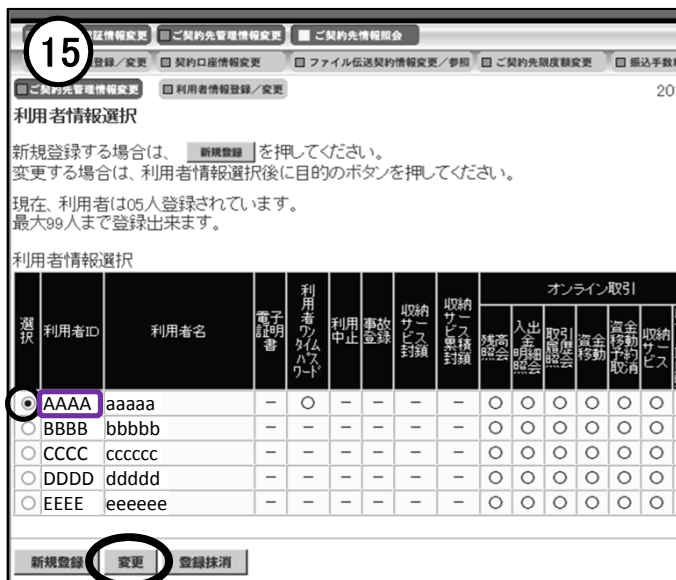 15
証情報変更 ご契約先管理情報変更 ご契約先情報照会
登録/変更 契約口座情報変更 ファイル伝送契約情報変更/参照 ご契約先限度額変更 振込手数
ご契約先管理情報変更 利用者情報登録/変更 20
利用者情報選択
新規登録する場合は、 新規登録 を押してください。
変更する場合は、利用者情報選択後に目的のボタンを押してください。
現在、利用者は05人登録されています。
最大99人まで登録出来ます。
利用者情報選択
オンライン取引
選択 利用者ID 利用者名 電子証明書 利用者ワンタイムパスワード 利用中止 事故登録 収納サービス封鎖 収納サービス累積封鎖 残高照会 入出金明細照会 取引履歴照会 資金移動 資金移動予約取消 収納サービス
AAAA aaaaa － ○ － － － － ○ ○ ○ ○ ○ ○
BBBB bbbbb － － － － － － ○ ○ ○ ○ ○ ○
CCCC cccccc － － － － － － ○ ○ ○ ○ ○ ○
DDDD ddddd － － － － － － ○ ○ ○ ○ ○ ○
EEEE eeeeee － － － － － － ○ ○ ○ ○ ○ ○
新規登録 変更 登録抹消